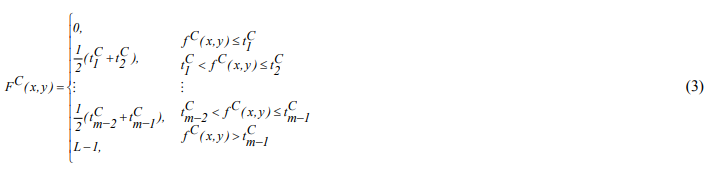 F^C(x,y) = { 0, f^C(x,y) ≤ t_1^C
1/2(t_1^C + t_2^C), t_1^C < f^C(x,y) ≤ t_2^C
⋮ ⋮
1/2(t_{m-2}^C + t_{m-1}^C), t_{m-2}^C < f^C(x,y) ≤ t_{m-1}^C
L-1, f^C(x,y) > t_{m-1}^C
(3)